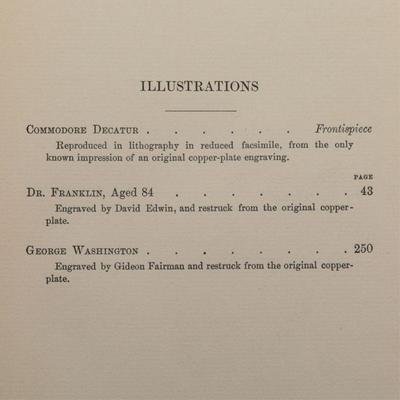 ILLUSTRATIONS
COMMODORE DECATUR . . . . . . Frontispiece
Reproduced in lithography in reduced facsimile, from the only
known impression of an original copper-plate engraving.
PAGE
DR. FRANKLIN, Aged 84 . . . . . . 43
Engraved by David Edwin, and restruck from the original copper-
plate.
GEORGE WASHINGTON . . . . . . . 250
Engraved by Gideon Fairman and restruck from the original copper-
plate.